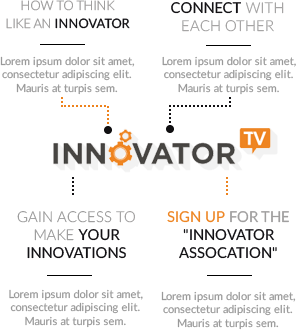 HOW TO THINK
LIKE AN INNOVATOR
Lorem ipsum dolor sit amet,
consectetur adipiscing elit.
Mauris at turpis sem.
CONNECT WITH
EACH OTHER
Lorem ipsum dolor sit amet,
consectetur adipiscing elit.
Mauris at turpis sem.
INNOVATOR TV
GAIN ACCESS TO
MAKE YOUR
INNOVATIONS
Lorem ipsum dolor sit amet,
consectetur adipiscing elit.
Mauris at turpis sem.
SIGN UP FOR THE
"INNOVATOR
ASSOCATION"
Lorem ipsum dolor sit amet,
consectetur adipiscing elit.
Mauris at turpis sem.